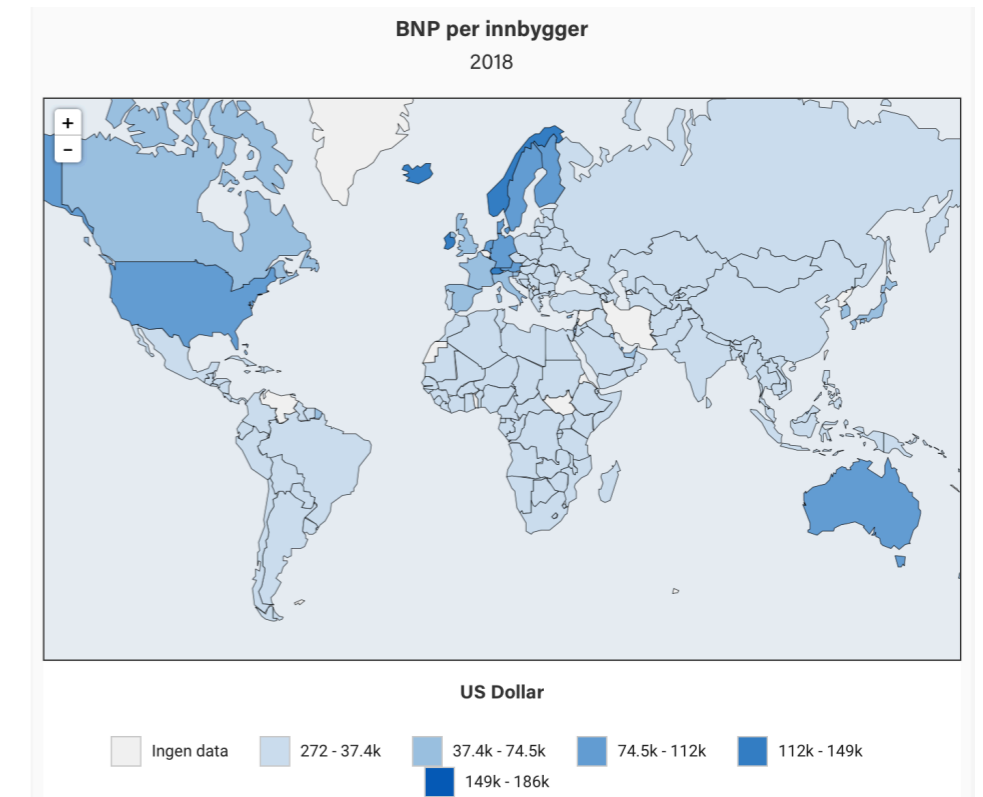 BNP per innbygger
2018
+
−
US Dollar
Ingen data 272 - 37.4k 37.4k - 74.5k 74.5k - 112k 112k - 149k
149k - 186k